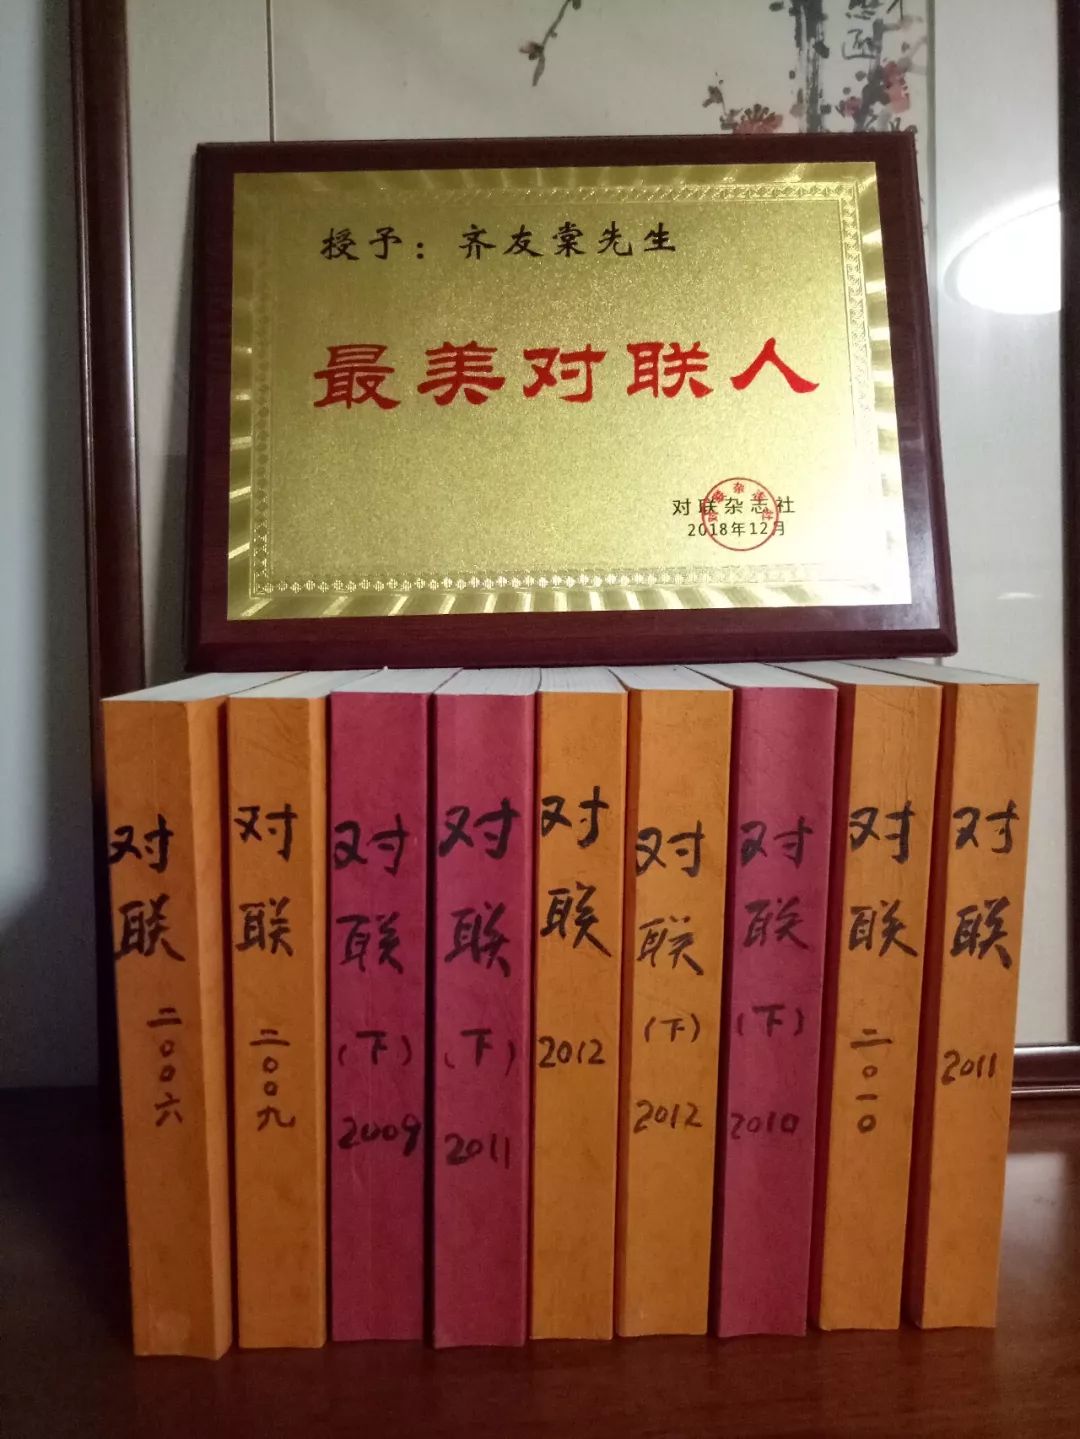 授予：齐友棠先生
最美对联人
对联杂志社
2018年12月
对联 二〇〇六
对联 二〇〇九
对联 (下) 2009
对联 (下) 2011
对联 2012
对联 (下) 2012
对联 (下) 2010
对联 二〇一〇
对联 2011